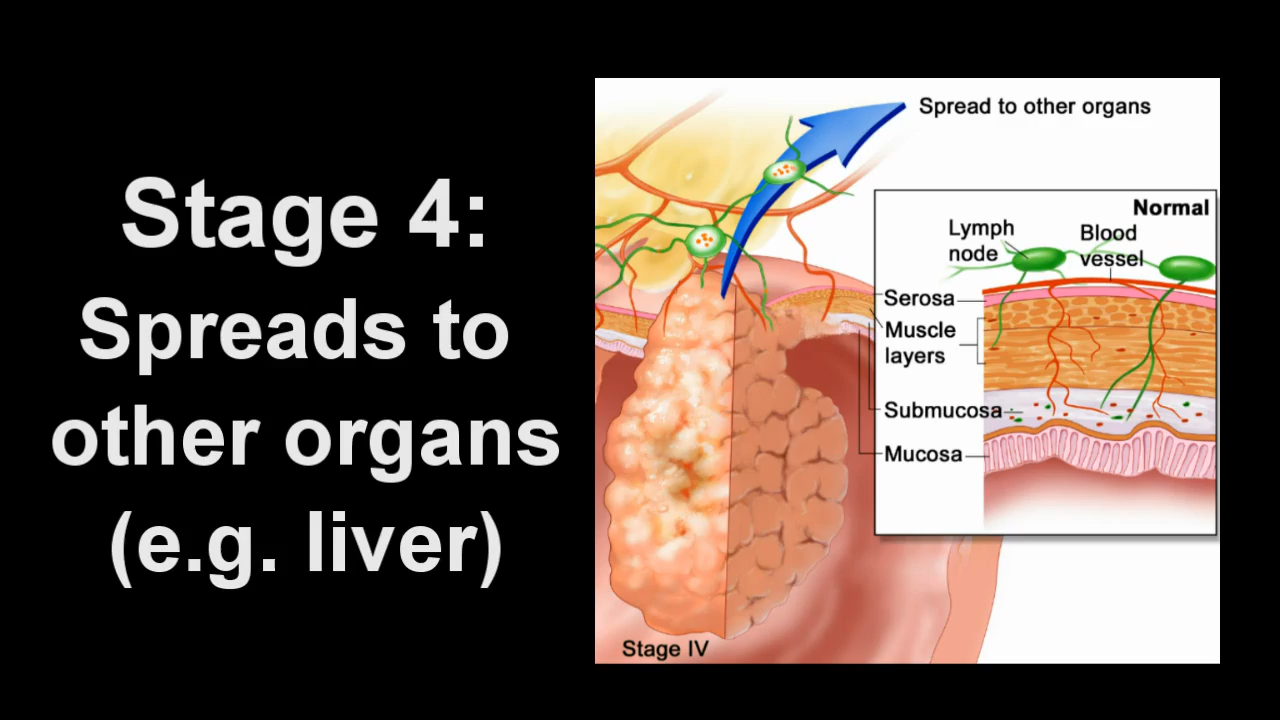 Stage 4:
Spreads to
other organs
(e.g. liver)
Spread to other organs
Normal
Lymph
node
Blood
vessel
Serosa
Muscle
layers
Submucosa
Mucosa
Stage IV